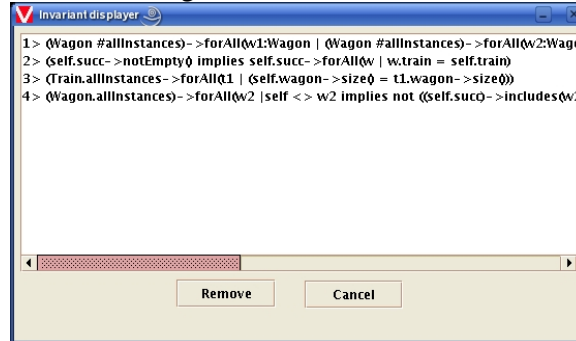 Invariant displayer
1> (Wagon #allInstances)->forAll(w1:Wagon | (Wagon #allInstances)->forAll(w2:Wago
2> (self.succ->notEmpty() implies self.succ->forAll(w | w.train = self.train)
3> (Train.allInstances->forAll(t1 | (self.wagon->size() = t1.wagon->size()))
4> (Wagon.allInstances)->forAll(w2 |self <> w2 implies not ((self.succ)->includes(w2
Remove Cancel